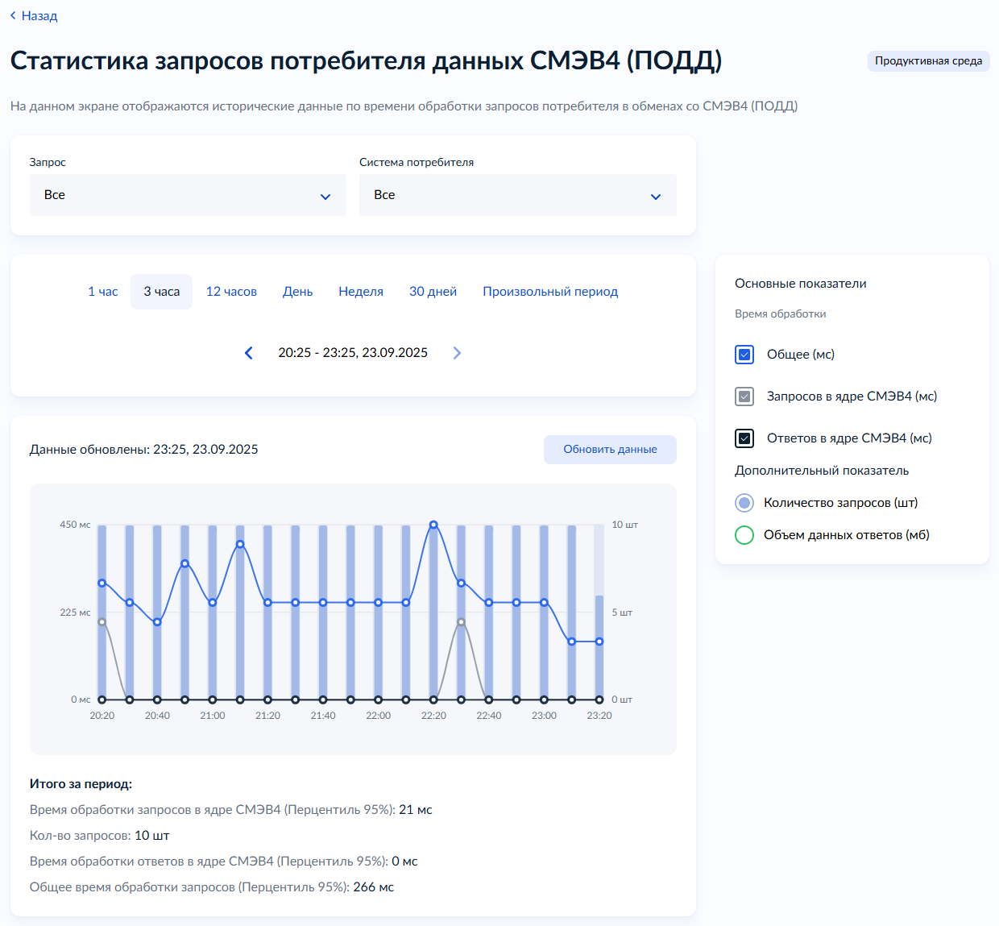 Назад
Статистика запросов потребителя данных СМЭВ4 (ПОДД)
Продуктивная среда
На данном экране отображаются исторические данные по времени обработки запросов потребителя в обменах со СМЭВ4 (ПОДД)
Запрос
Система потребителя
Все
Все
1 час 3 часа 12 часов День Неделя 30 дней Произвольный период
20:25 - 23:25, 23.09.2025
Основные показатели
Время обработки
Общее (мс)
Запросов в ядре СМЭВ4 (мс)
Ответов в ядре СМЭВ4 (мс)
Дополнительный показатель
Количество запросов (шт)
Объем данных ответов (мб)
Данные обновлены: 23:25, 23.09.2025
Обновить данные
450 мс
10 шт
225 мс
5 шт
0 мс
0 шт
20:20 20:40 21:00 21:20 21:40 22:00 22:20 22:40 23:00 23:20
Итого за период:
Время обработки запросов в ядре СМЭВ4 (Перцентиль 95%): 21 мс
Кол-во запросов: 10 шт
Время обработки ответов в ядре СМЭВ4 (Перцентиль 95%): 0 мс
Общее время обработки запросов (Перцентиль 95%): 266 мс